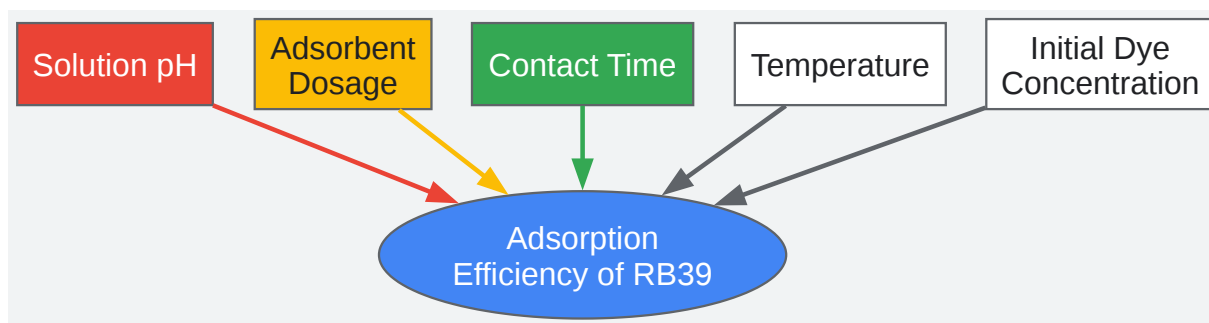 Solution pH
Adsorbent
Dosage
Contact Time
Temperature
Initial Dye
Concentration
Adsorption
Efficiency of RB39